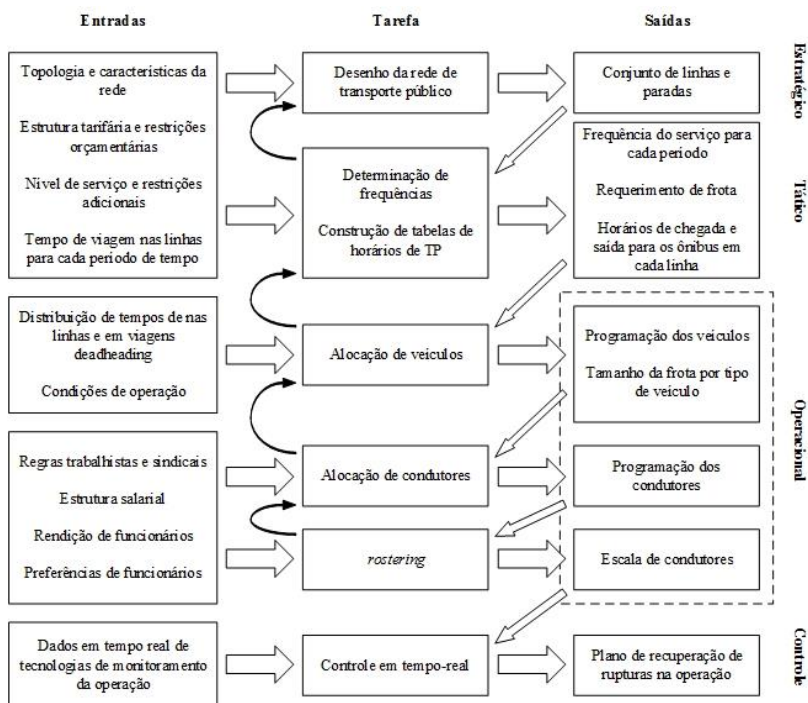 Entradas
Tarefa
Saídas
Topologia e características da
rede
Estrutura tarifária e restrições
orçamentárias
Nível de serviço e restrições
adicionais
Tempo de viagem nas linhas
para cada período de tempo
Desenho da rede de
transporte público
Conjunto de linhas e
paradas
Estratégico
Determinação de
frequências
Construção de tabelas de
horários de TP
Frequência do serviço para
cada período
Requerimento de frota
Horários de chegada e
saída para os ônibus em
cada linha
Tático
Distribuição de tempos de nas
linhas e em viagens
deadheading
Condições de operação
Alocação de veículos
Programação dos veículos
Tamanho da frota por tipo
de veículo
Operacional
Regras trabalhistas e sindicais
Estrutura salarial
Rendição de funcionários
Preferências de funcionários
Alocação de condutores
Programação dos
condutores
rostering
Escala de condutores
Dados em tempo real de
tecnologias de monitoramento
da operação
Controle em tempo-real
Plano de recuperação de
rupturas na operação
Controle